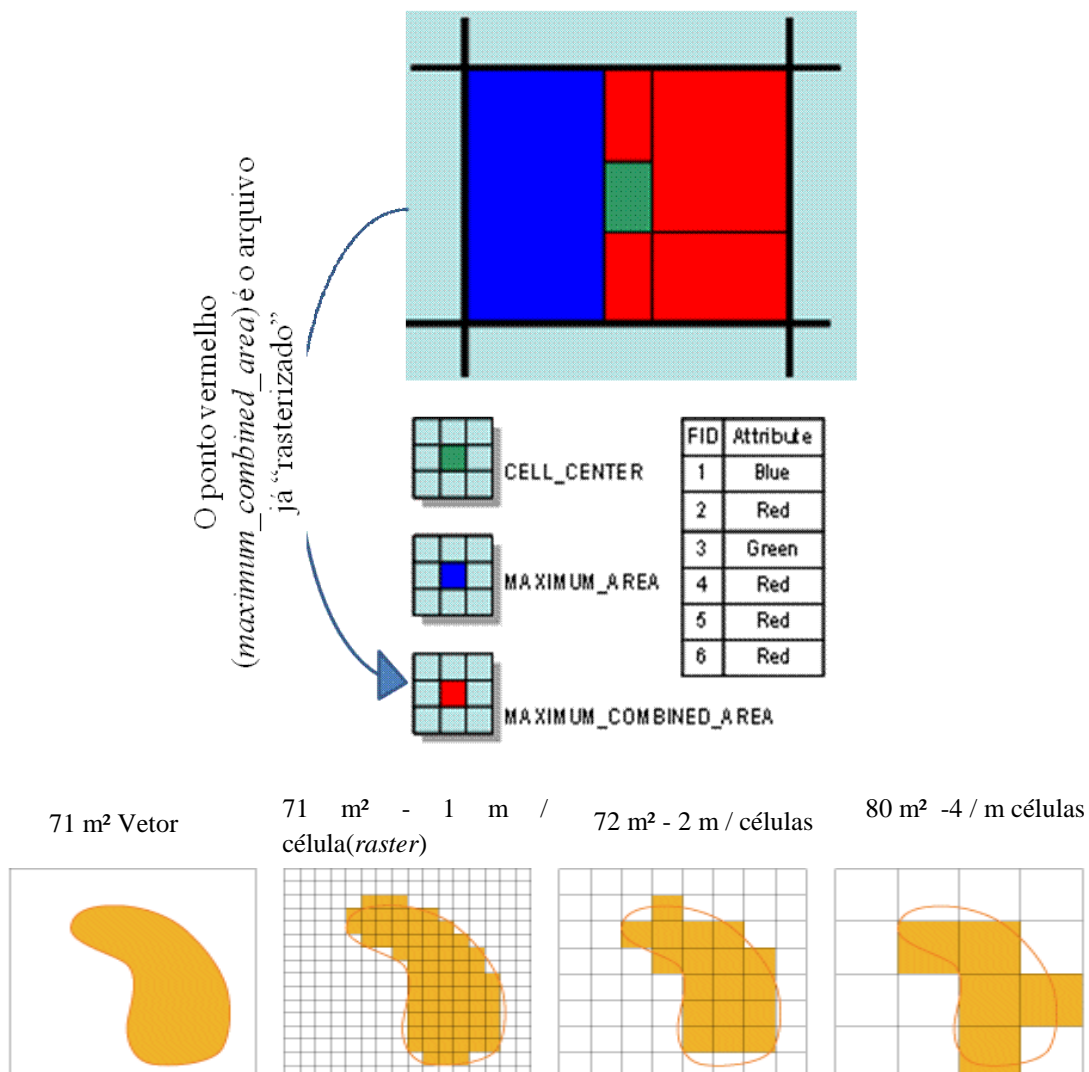 O ponto vermelho
(maximum_combined_area) é o arquivo
já “rasterizado”
CELL_CENTER
MAXIMUM_AREA
MAXIMUM_COMBINED_AREA
FID Attribute
1 Blue
2 Red
3 Green
4 Red
5 Red
6 Red
71 m² Vetor
71 m² - 1 m /
célula(raster)
72 m² - 2 m / células
80 m² -4 / m células